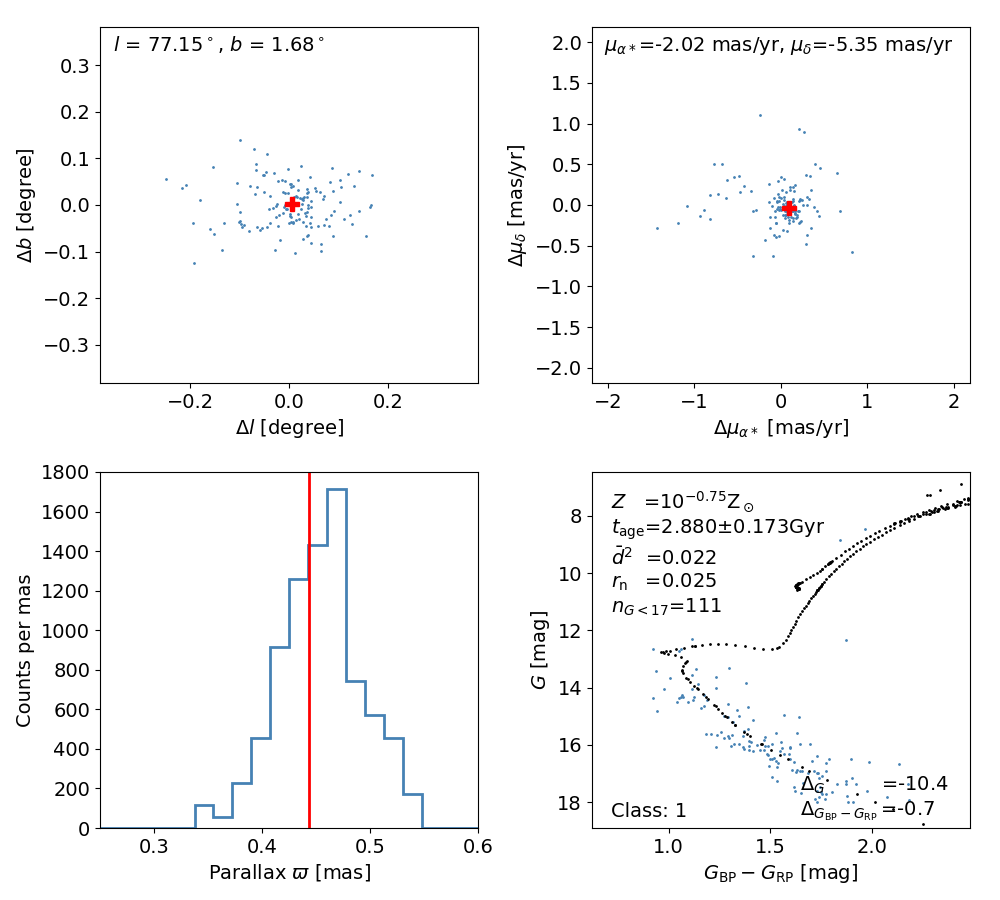 l = 77.15°, b = 1.68°
0.3
0.2
0.1
0.0
−0.1
−0.2
−0.3
−0.2
0.0
0.2
Δb [degree]
Δl [degree]
μα∗=-2.02 mas/yr, μδ=-5.35 mas/yr
2.0
1.5
1.0
0.5
0.0
−0.5
−1.0
−1.5
−2.0
−2
−1
0
1
2
Δμδ [mas/yr]
Δμα∗ [mas/yr]
1800
1600
1400
1200
1000
800
600
400
200
0
0.3
0.4
0.5
0.6
Counts per mas
Parallax ϖ [mas]
Z =10^−0.75 Z⊙
tage=2.880±0.173Gyr
d̄² =0.022
rn =0.025
nG<17=111
ΔG =-10.4
ΔGBP−GRP=-0.7
Class: 1
8
10
12
14
16
18
1.0
1.5
2.0
G [mag]
GBP − GRP [mag]